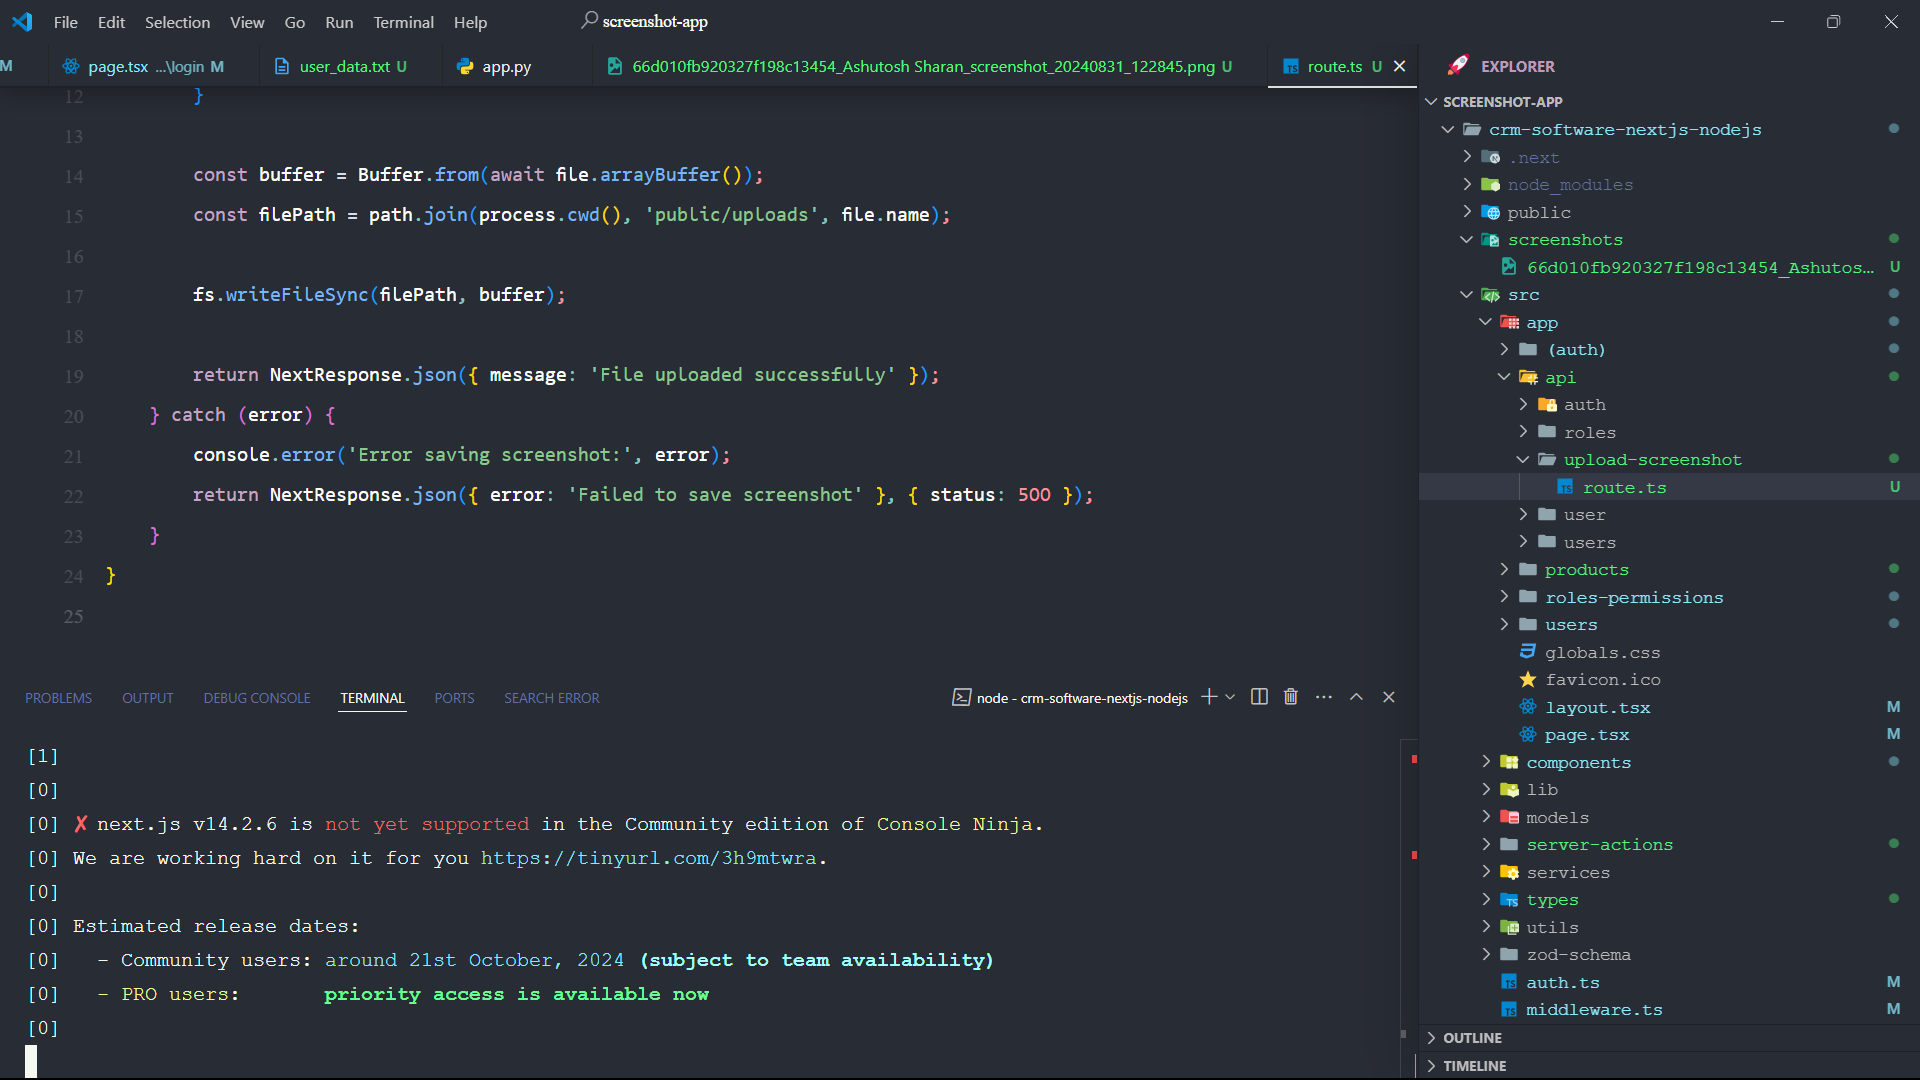 File Edit Selection View Go Run Terminal Help
screenshot-app
M
page.tsx ...\login M
user_data.txt U
app.py
66d010fb920327f198c13454_Ashutosh Sharan_screenshot_20240831_122845.png U
route.ts U
12 }
13
14 const buffer = Buffer.from(await file.arrayBuffer());
15 const filePath = path.join(process.cwd(), 'public/uploads', file.name);
16
17 fs.writeFileSync(filePath, buffer);
18
19 return NextResponse.json({ message: 'File uploaded successfully' });
20 } catch (error) {
21 console.error('Error saving screenshot:', error);
22 return NextResponse.json({ error: 'Failed to save screenshot' }, { status: 500 });
23 }
24 }
25
PROBLEMS OUTPUT DEBUG CONSOLE TERMINAL PORTS SEARCH ERROR
node - crm-software-nextjs-nodejs
[1]
[0]
[0] ✗ next.js v14.2.6 is not yet supported in the Community edition of Console Ninja.
[0] We are working hard on it for you https://tinyurl.com/3h9mtwra.
[0]
[0] Estimated release dates:
[0] - Community users: around 21st October, 2024 (subject to team availability)
[0] - PRO users: priority access is available now
[0]
EXPLORER
SCREENSHOT-APP
crm-software-nextjs-nodejs
.next
node_modules
public
screenshots
66d010fb920327f198c13454_Ashutos... U
src
app
(auth)
api
auth
roles
upload-screenshot
route.ts U
user
users
products
roles-permissions
users
globals.css
favicon.ico
layout.tsx M
page.tsx M
components
lib
models
server-actions
services
types
utils
zod-schema
auth.ts M
middleware.ts M
OUTLINE
TIMELINE